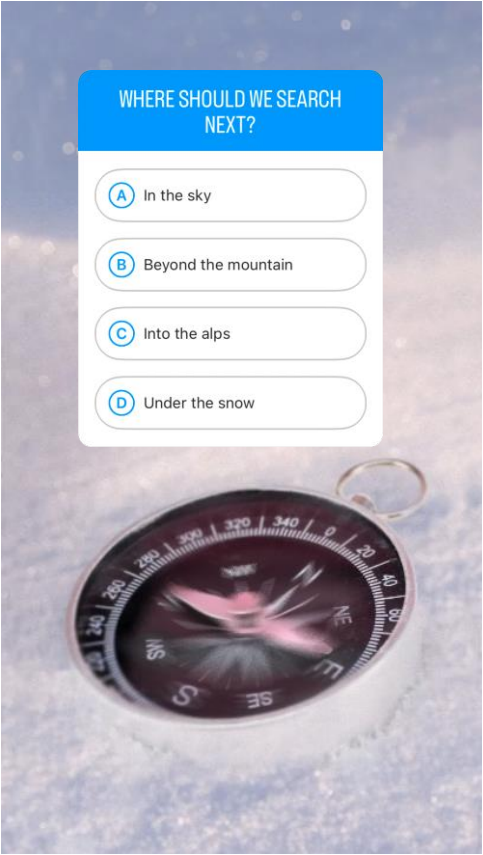 WHERE SHOULD WE SEARCH
NEXT?
A In the sky
B Beyond the mountain
C Into the alps
D Under the snow
280 300 320 340 0 20 40 60
260
240
NE
SW
E
S
SE